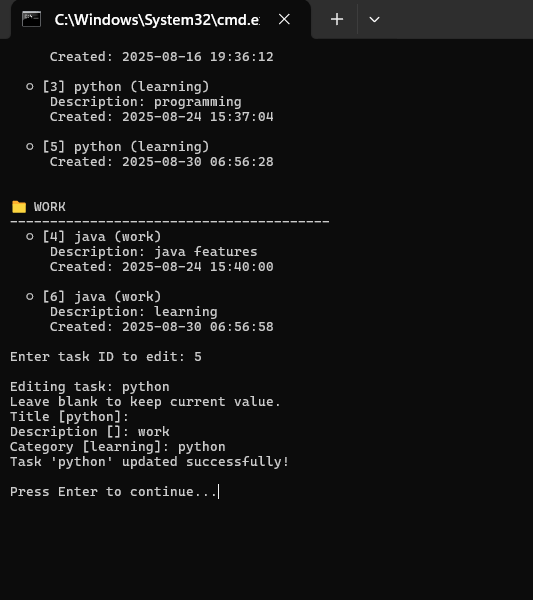 C:\Windows\System32\cmd.e
Created: 2025-08-16 19:36:12
○ [3] python (learning)
Description: programming
Created: 2025-08-24 15:37:04
○ [5] python (learning)
Created: 2025-08-30 06:56:28
📁 WORK
----------------------------------------
○ [4] java (work)
Description: java features
Created: 2025-08-24 15:40:00
○ [6] java (work)
Description: learning
Created: 2025-08-30 06:56:58
Enter task ID to edit: 5
Editing task: python
Leave blank to keep current value.
Title [python]:
Description []: work
Category [learning]: python
Task 'python' updated successfully!
Press Enter to continue...